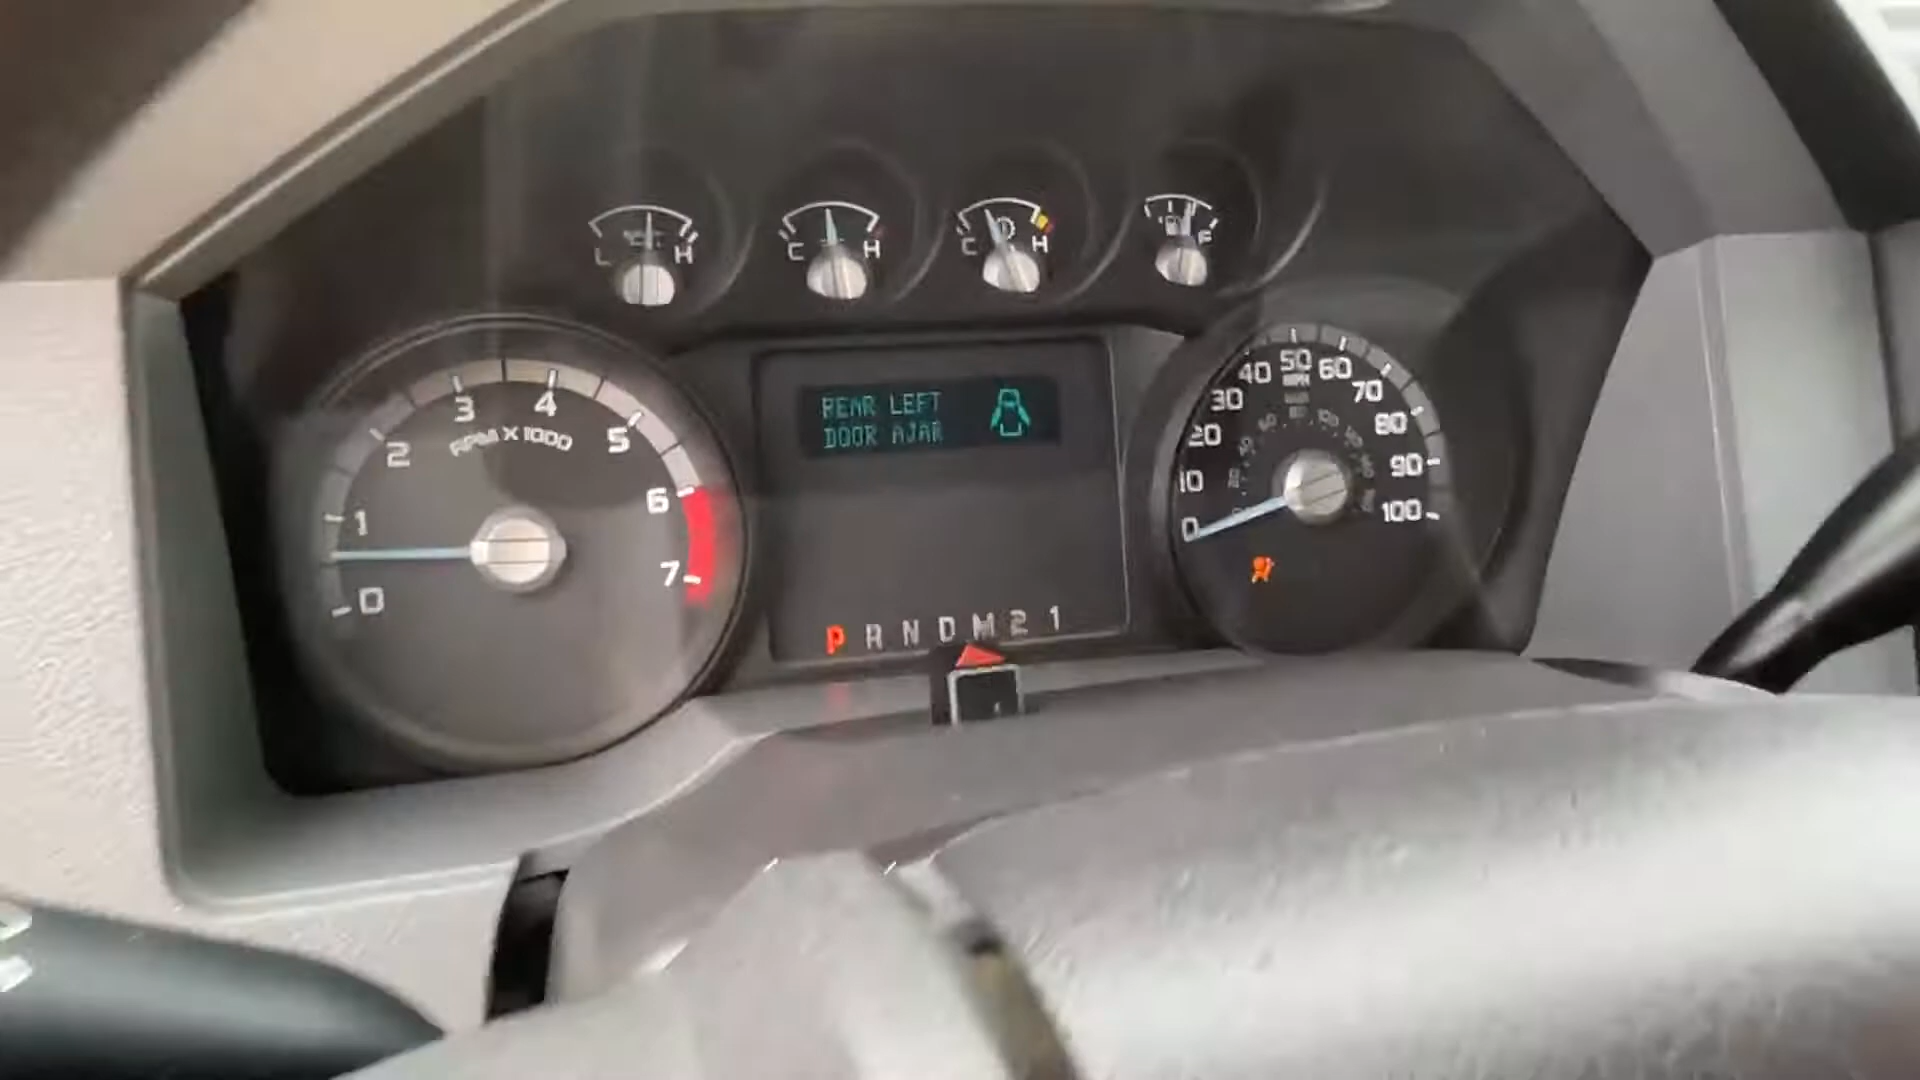 L H
C H
C H
F
REAR LEFT
DOOR AJAR
0 1 2 3 4 5 6 7
RPM X 1000
0 10 20 30 40 50 60 70 80 90 100
MPH
P R N D M 2 1